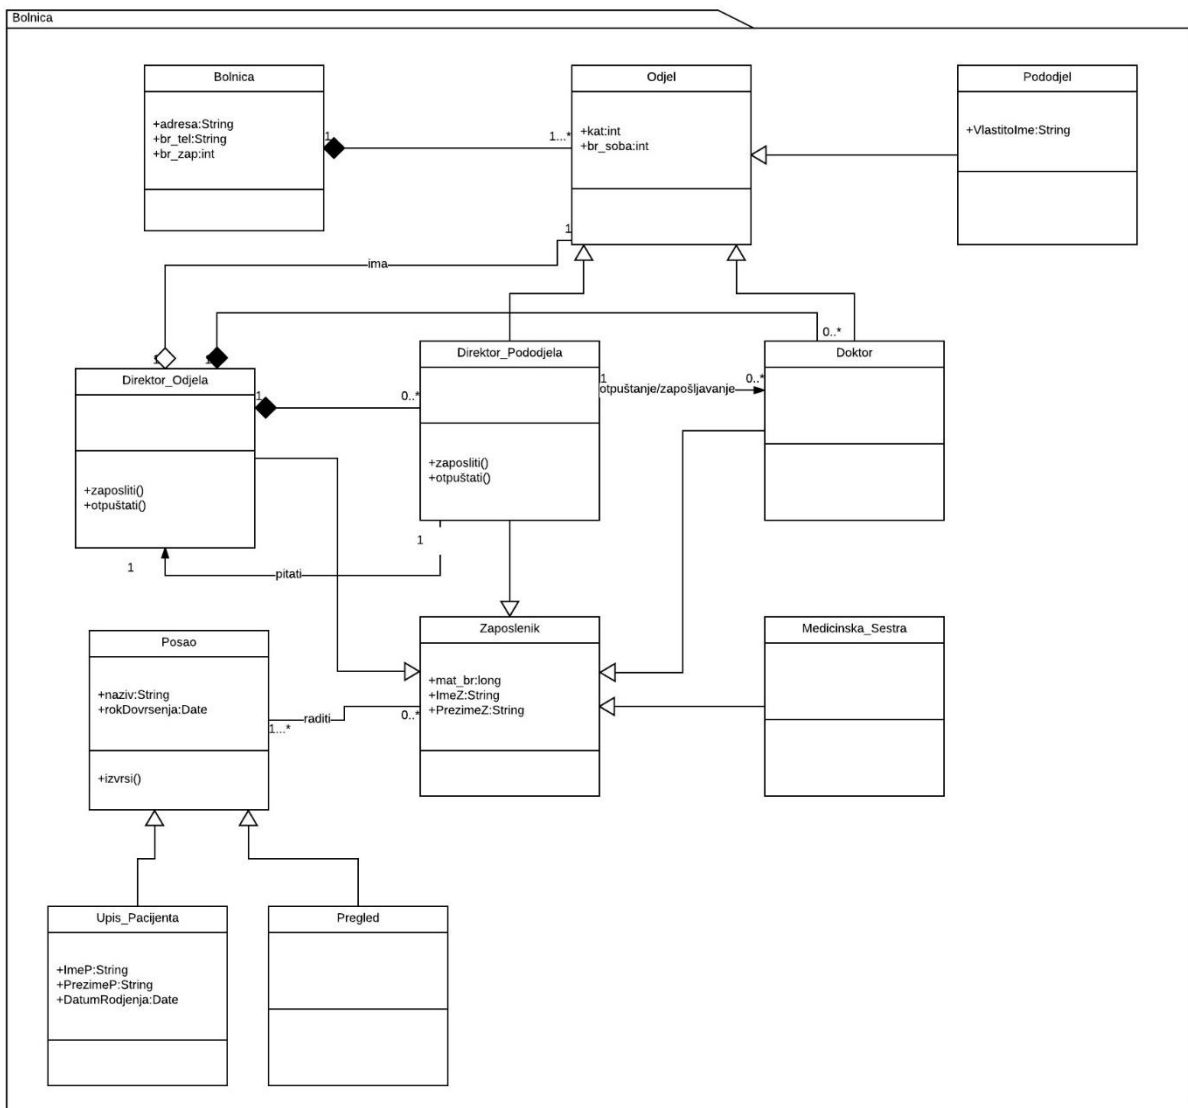 Bolnica
Bolnica
+adresa:String
+br_tel:String
+br_zap:int
1
1...*
Odjel
+kat:int
+br_soba:int
1
Pododjel
+VlastitoIme:String
ima
1
1
0..*
Direktor_Odjela
+zaposliti()
+otpuštati()
1
0..*
Direktor_Pododjela
+zaposliti()
+otpuštati()
1
0..*
otpuštanje/zapošljavanje
Doktor
1
1
pitati
Posao
+naziv:String
+rokDovrsenja:Date
+izvrsi()
1...*
raditi
0..*
Zaposlenik
+mat_br:long
+ImeZ:String
+PrezimeZ:String
Medicinska_Sestra
Upis_Pacijenta
+ImeP:String
+PrezimeP:String
+DatumRodjenja:Date
Pregled